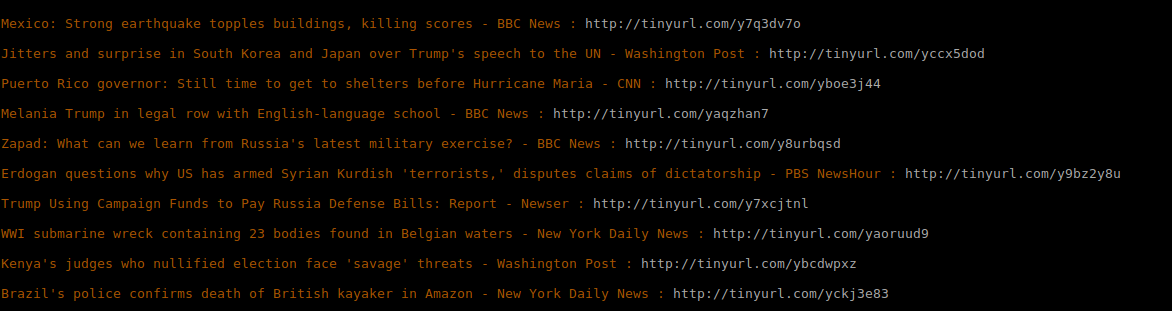 Mexico: Strong earthquake topples buildings, killing scores - BBC News : http://tinyurl.com/y7q3dv7o
Jitters and surprise in South Korea and Japan over Trump's speech to the UN - Washington Post : http://tinyurl.com/yccx5dod
Puerto Rico governor: Still time to get to shelters before Hurricane Maria - CNN : http://tinyurl.com/yboe3j44
Melania Trump in legal row with English-language school - BBC News : http://tinyurl.com/yaqzhan7
Zapad: What can we learn from Russia's latest military exercise? - BBC News : http://tinyurl.com/y8urbqsd
Erdogan questions why US has armed Syrian Kurdish 'terrorists,' disputes claims of dictatorship - PBS NewsHour : http://tinyurl.com/y9bz2y8u
Trump Using Campaign Funds to Pay Russia Defense Bills: Report - Newser : http://tinyurl.com/y7xcjtnl
WWI submarine wreck containing 23 bodies found in Belgian waters - New York Daily News : http://tinyurl.com/yaoruud9
Kenya's judges who nullified election face 'savage' threats - Washington Post : http://tinyurl.com/ybcdwpxz
Brazil's police confirms death of British kayaker in Amazon - New York Daily News : http://tinyurl.com/yckj3e83